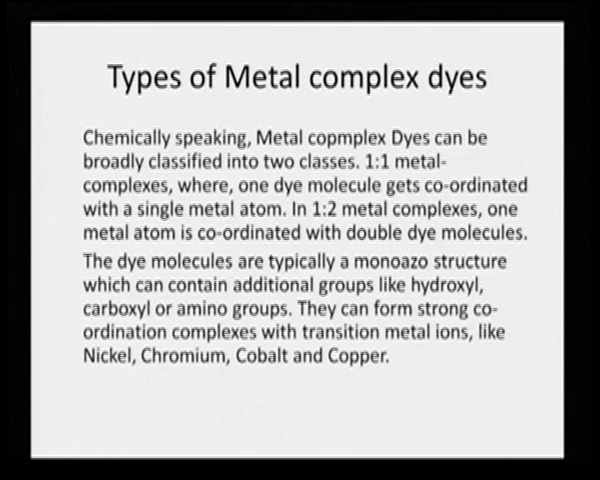 Types of Metal complex dyes
Chemically speaking, Metal copmplex Dyes can be
broadly classified into two classes. 1:1 metal-
complexes, where, one dye molecule gets co-ordinated
with a single metal atom. In 1:2 metal complexes, one
metal atom is co-ordinated with double dye molecules.
The dye molecules are typically a monoazo structure
which can contain additional groups like hydroxyl,
carboxyl or amino groups. They can form strong co-
ordination complexes with transition metal ions, like
Nickel, Chromium, Cobalt and Copper.